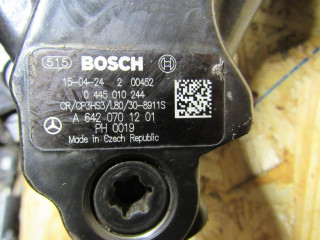 515 BOSCH
15-04-24 2 00452
0 445 010 244
CR/CP3HS3/L80/30-8911S
A 642 070 12 01
PH 0019
Made in Czech Republic